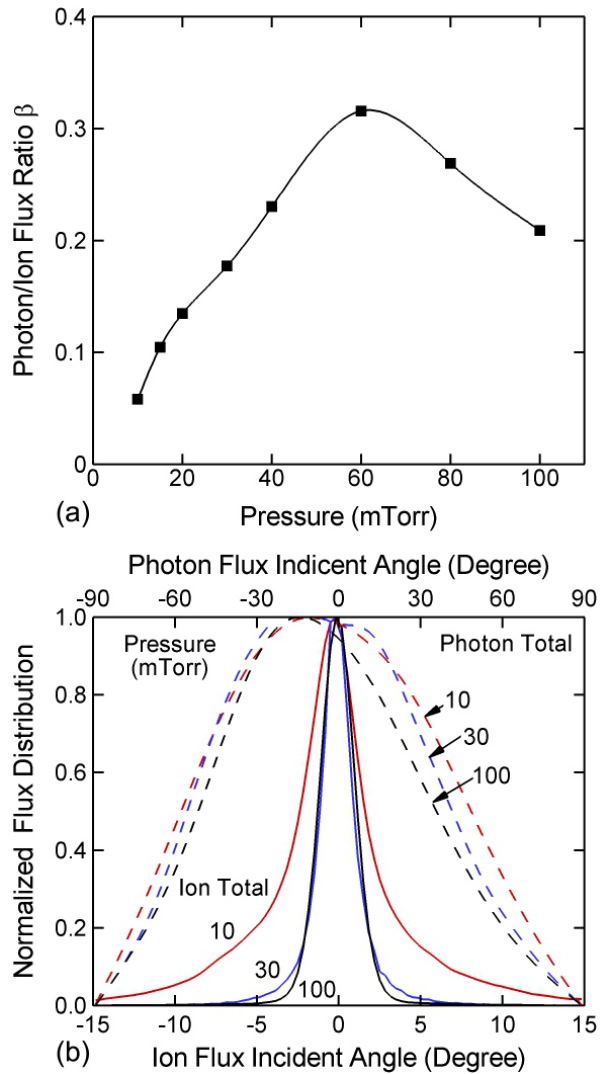 0.4
0.3
0.2
0.1
0
Photon/Ion Flux Ratio β
0 20 40 60 80 100
(a) Pressure (mTorr)
Photon Flux Indicent Angle (Degree)
-90 -60 -30 0 30 60 90
1.0
0.8
0.6
0.4
0.2
0.0
Normalized Flux Distribution
Pressure
(mTorr)
Photon Total
10
30
100
Ion Total
10
30
100
-15 -10 -5 0 5 10 15
(b) Ion Flux Incident Angle (Degree)